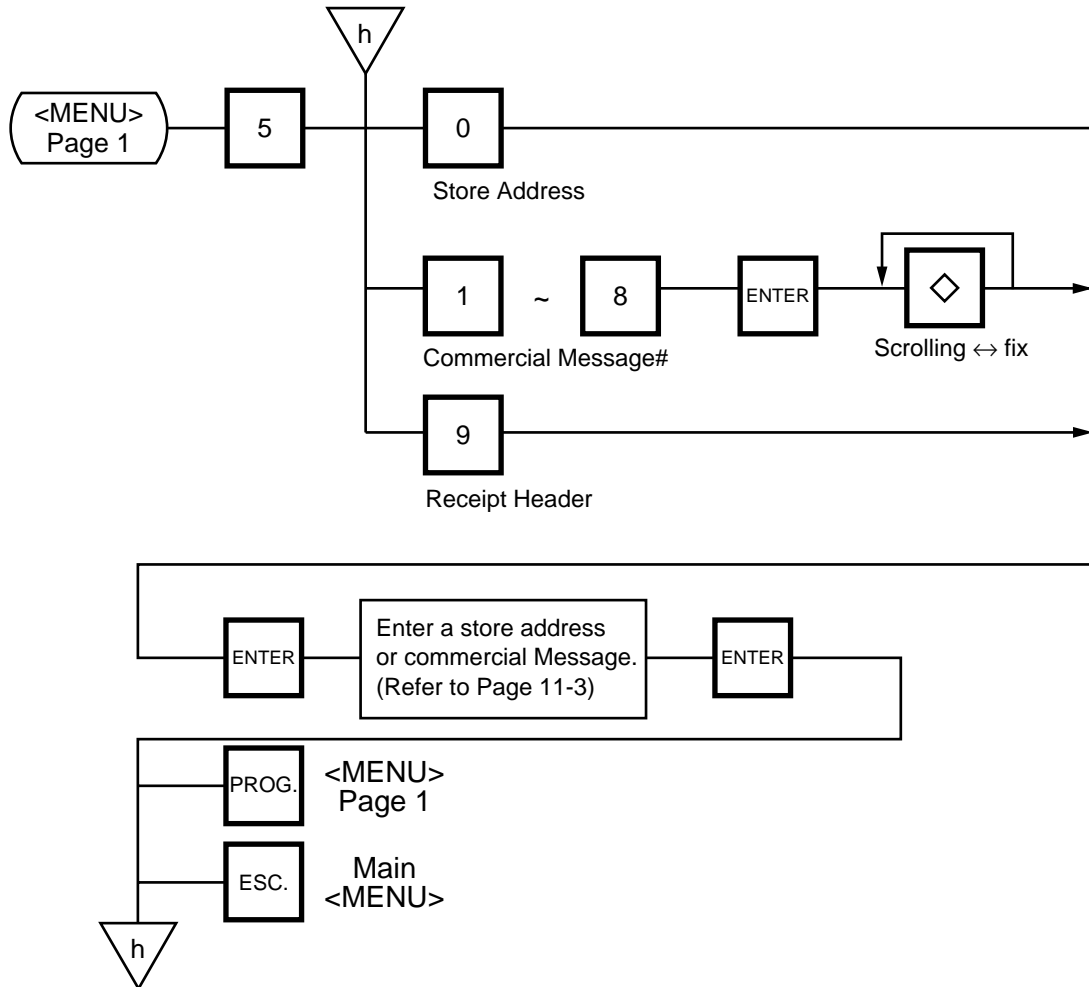 h
<MENU>
Page 1
5
0
Store Address
1
~
8
ENTER
◇
Commercial Message#
Scrolling ↔ fix
9
Receipt Header
ENTER
Enter a store address
or commercial Message.
(Refer to Page 11-3)
ENTER
PROG.
<MENU>
Page 1
ESC.
Main
<MENU>
h